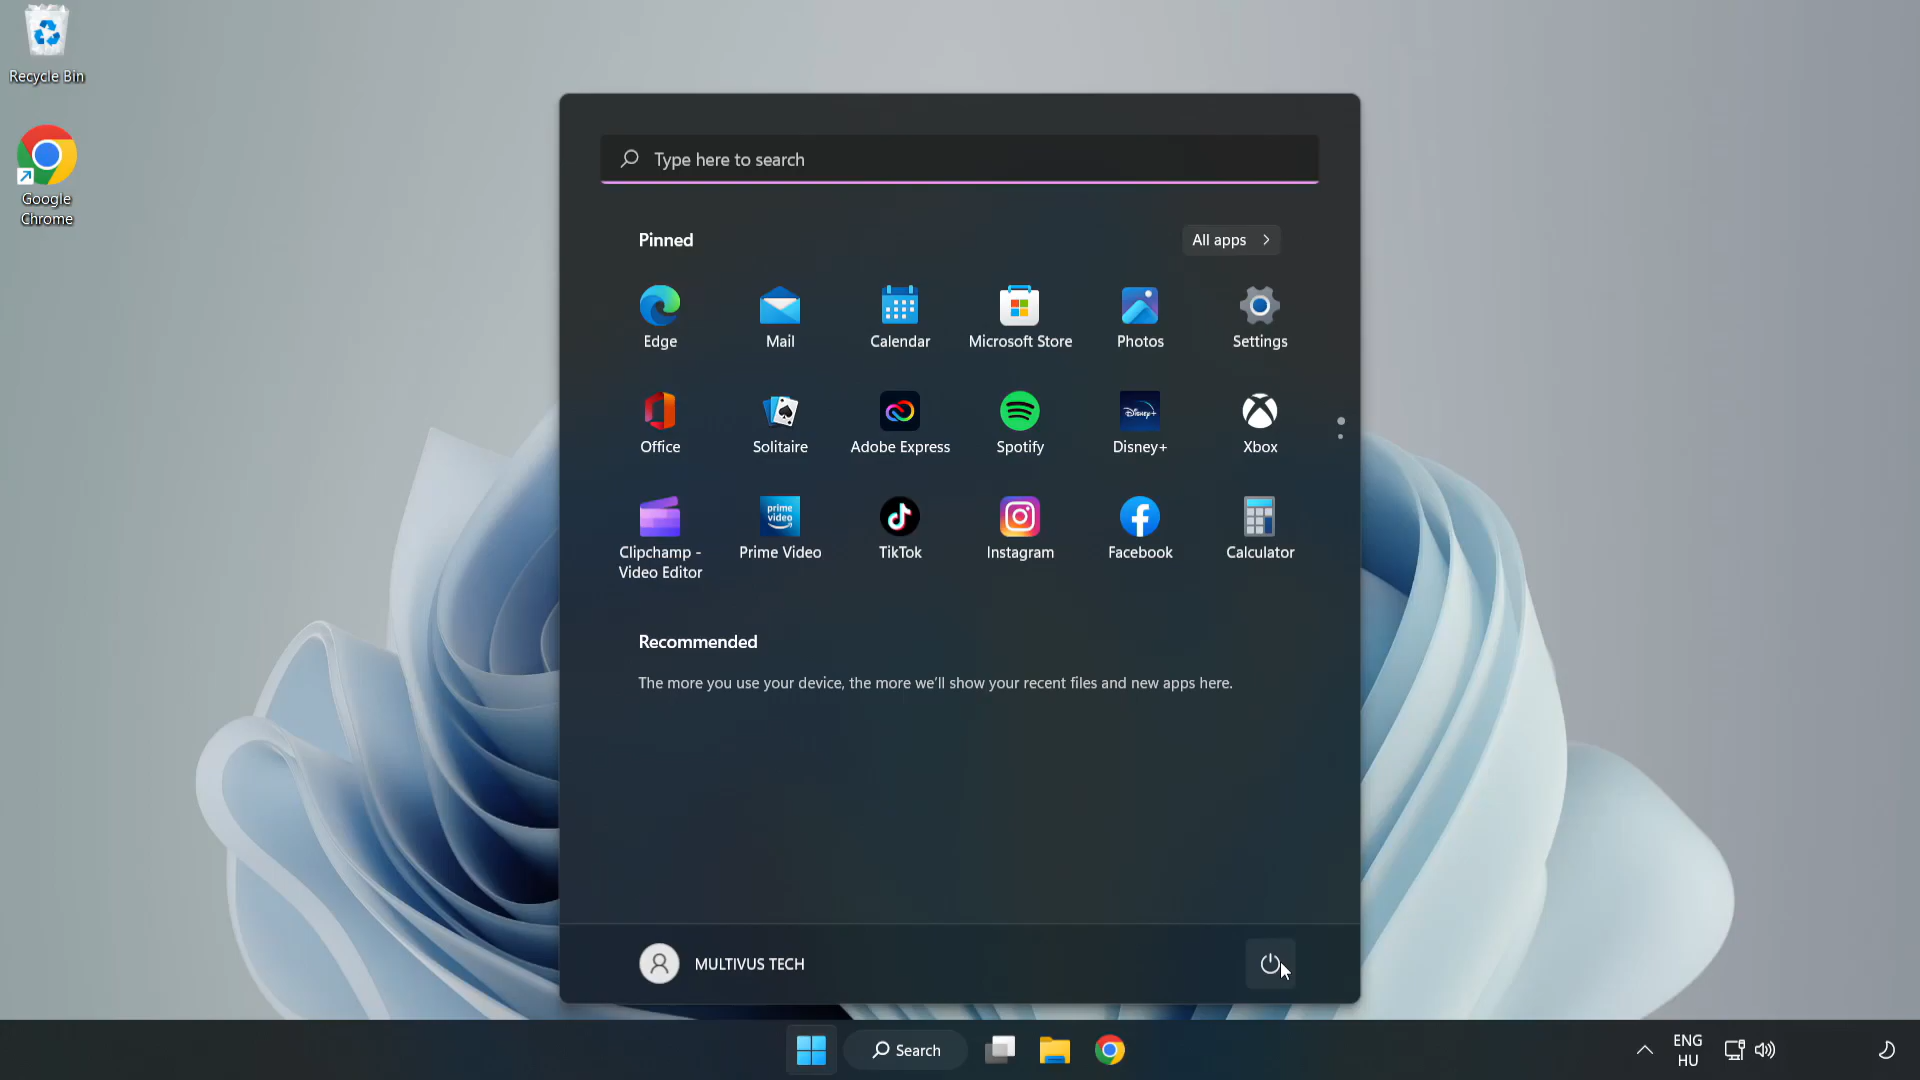 Recycle Bin
Google
Chrome
Type here to search
Pinned
All apps
Edge
Mail
Calendar
Microsoft Store
Photos
Settings
Office
Solitaire
Adobe Express
Spotify
Disney+
Disney+
Xbox
prime
video
Clipchamp -
Video Editor
Prime Video
TikTok
Instagram
Facebook
Calculator
Recommended
The more you use your device, the more we'll show your recent files and new apps here.
MULTIVUS TECH
Search
ENG
HU